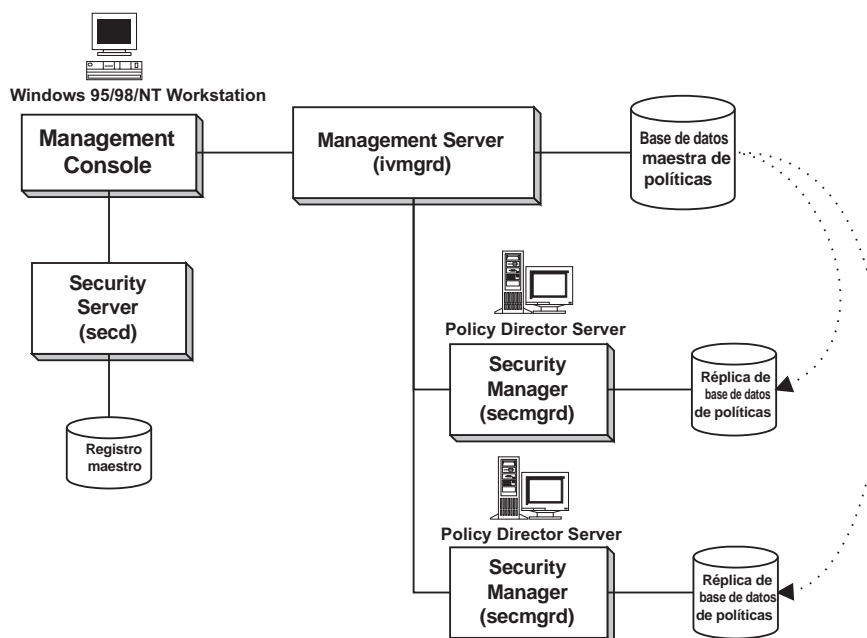 Windows 95/98/NT Workstation
Management
Console
Management Server
(ivmgrd)
Base de datos
maestra de
políticas
Security
Server
(secd)
Registro
maestro
Policy Director Server
Security
Manager
(secmgrd)
Réplica de
base de datos
de políticas
Policy Director Server
Security
Manager
(secmgrd)
Réplica de
base de datos
de políticas